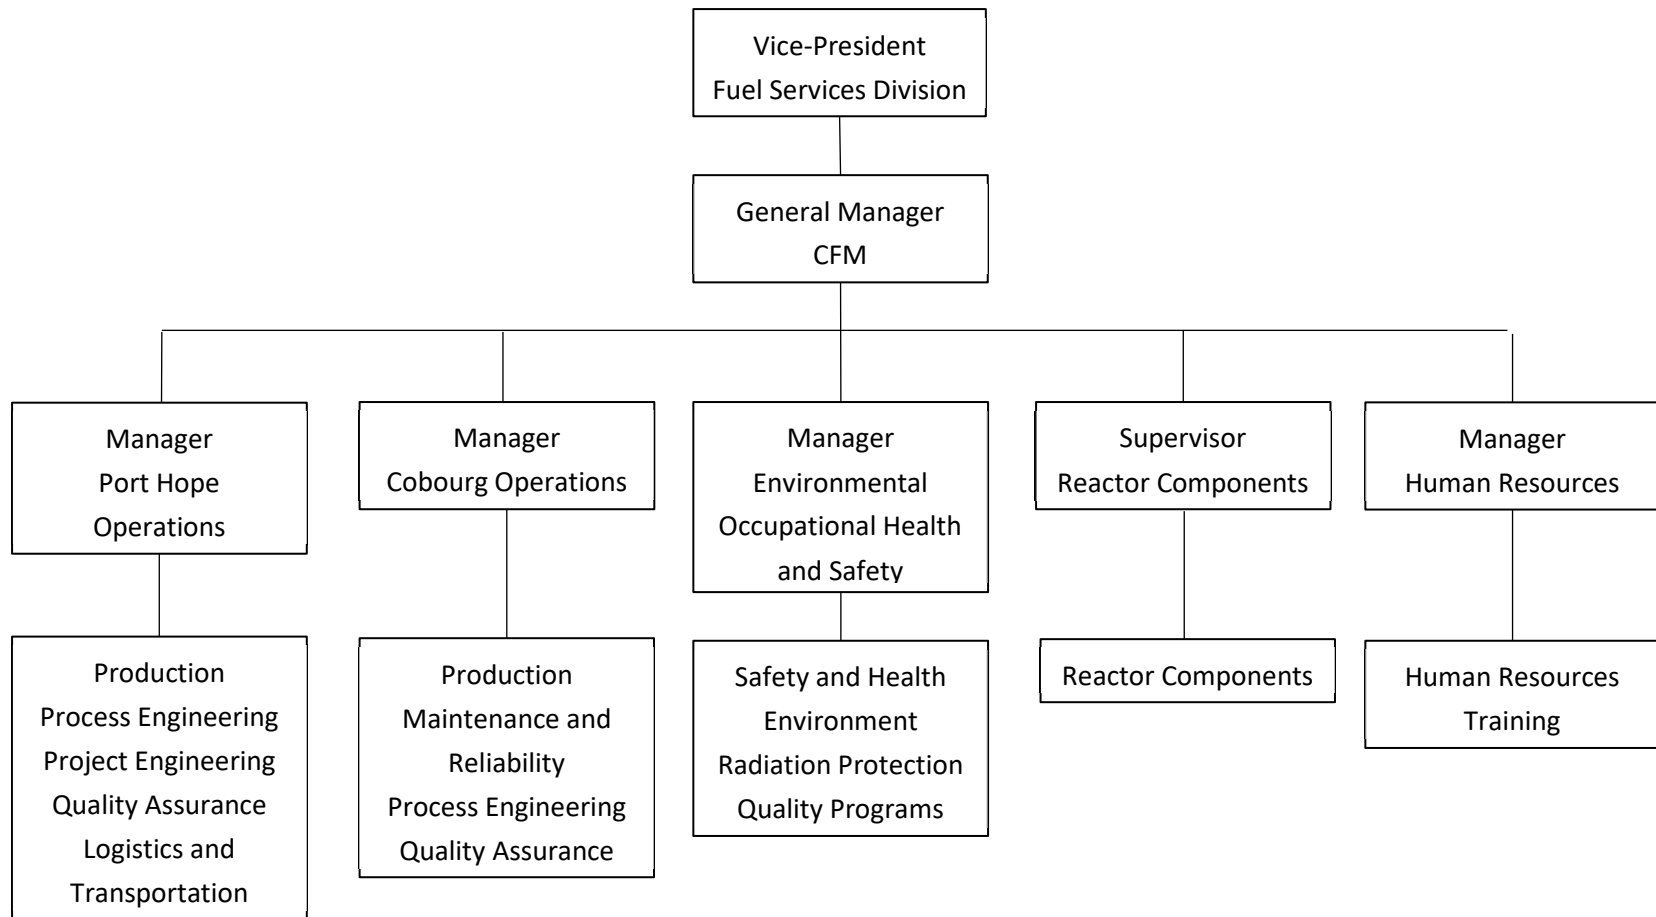 Vice-President
Fuel Services Division
General Manager
CFM
Manager
Port Hope
Operations
Manager
Cobourg Operations
Manager
Environmental
Occupational Health
and Safety
Supervisor
Reactor Components
Manager
Human Resources
Production
Process Engineering
Project Engineering
Quality Assurance
Logistics and
Transportation
Production
Maintenance and
Reliability
Process Engineering
Quality Assurance
Safety and Health
Environment
Radiation Protection
Quality Programs
Reactor Components
Human Resources
Training